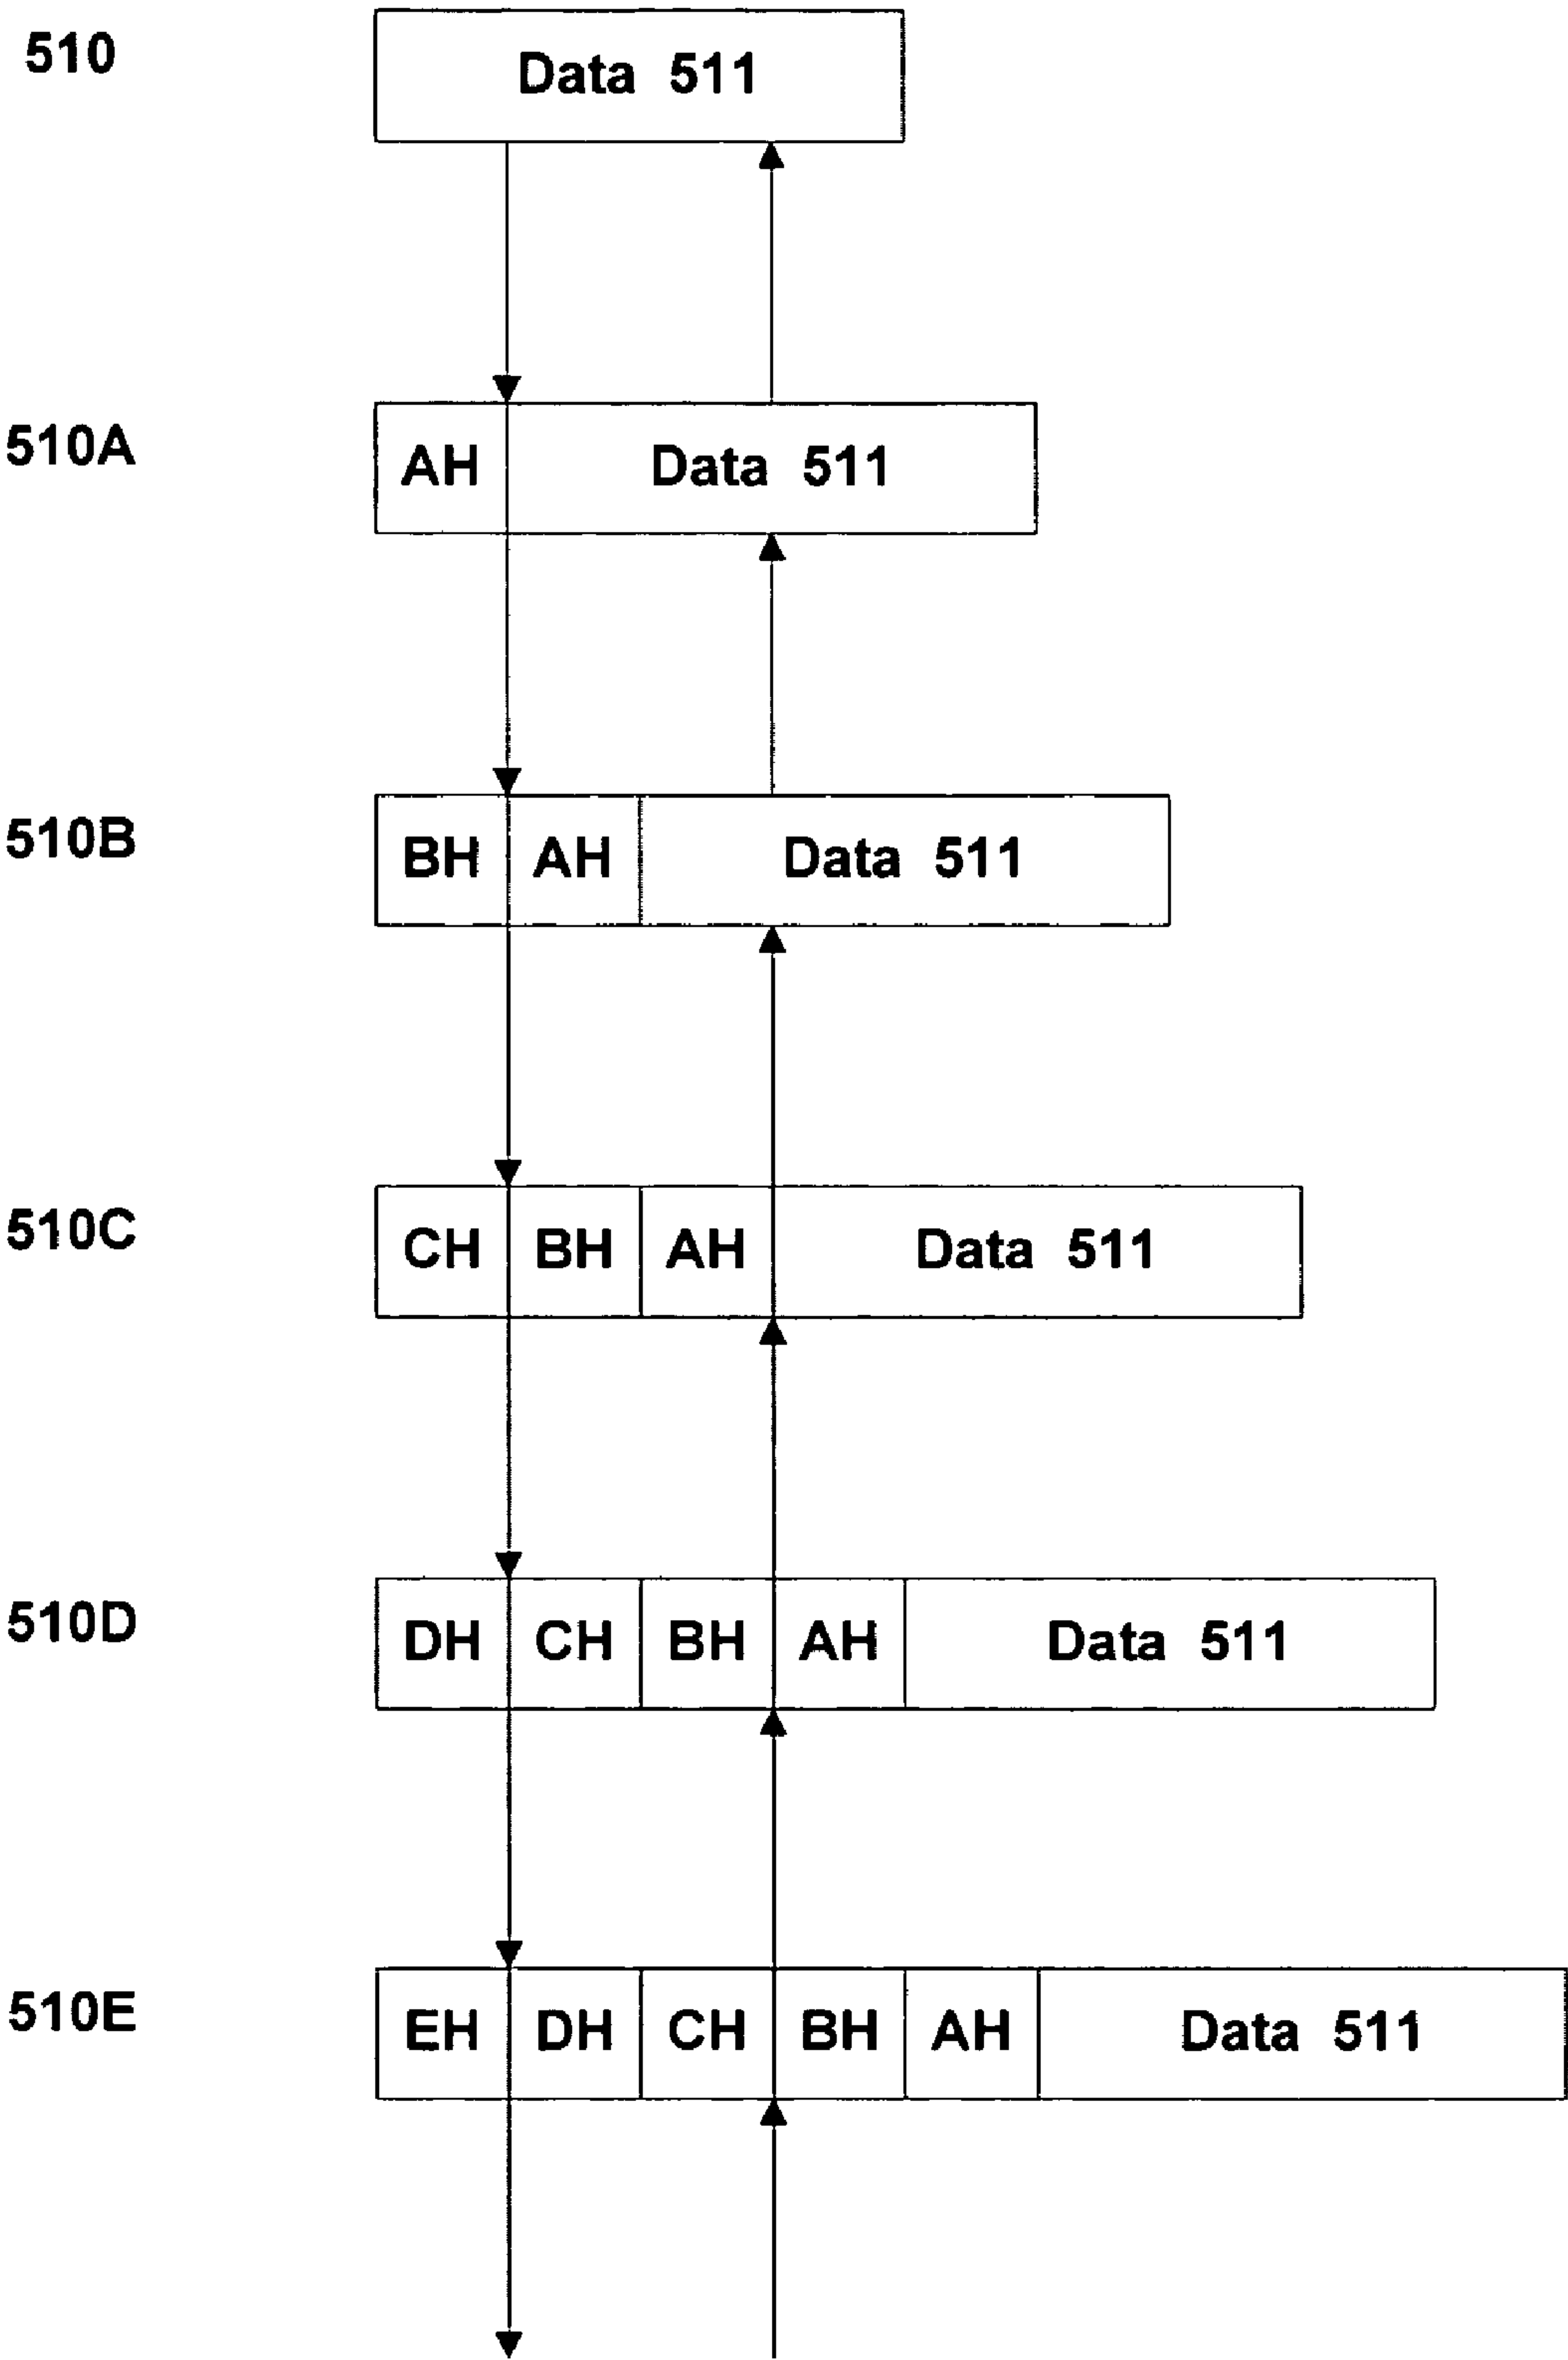 510 Data 511
510A AH Data 511
510B BH AH Data 511
510C CH BH AH Data 511
510D DH CH BH AH Data 511
510E EH DH CH BH AH Data 511